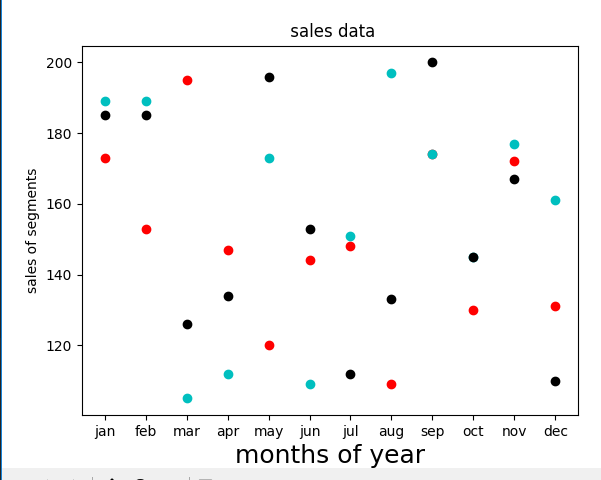 sales data
200
180
160
140
120
sales of segments
jan feb mar apr may jun jul aug sep oct nov dec
months of year